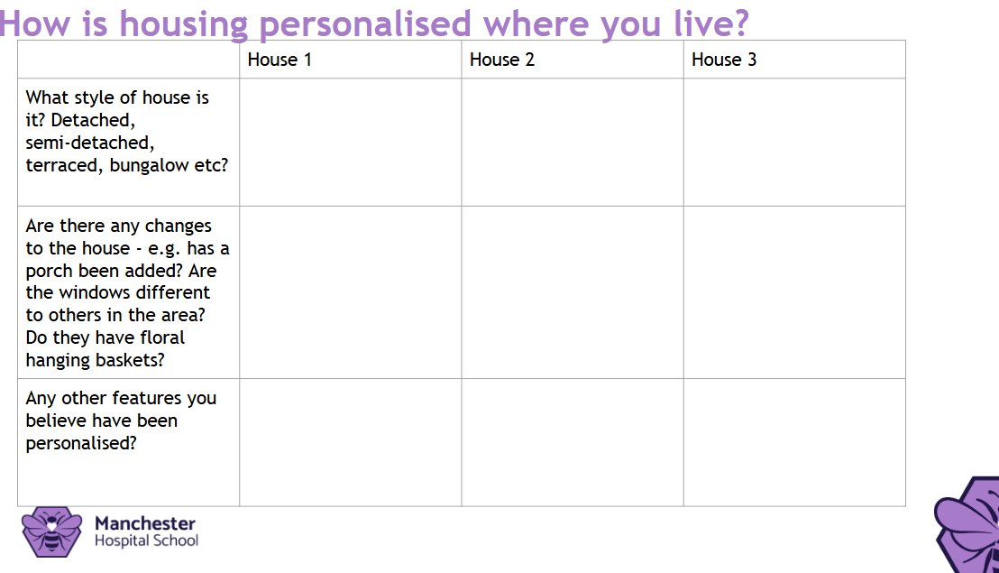 How is housing personalised where you live?
House 1
House 2
House 3
What style of house is
it? Detached,
semi-detached,
terraced, bungalow etc?
Are there any changes
to the house - e.g. has a
porch been added? Are
the windows different
to others in the area?
Do they have floral
hanging baskets?
Any other features you
believe have been
personalised?
Manchester
Hospital School